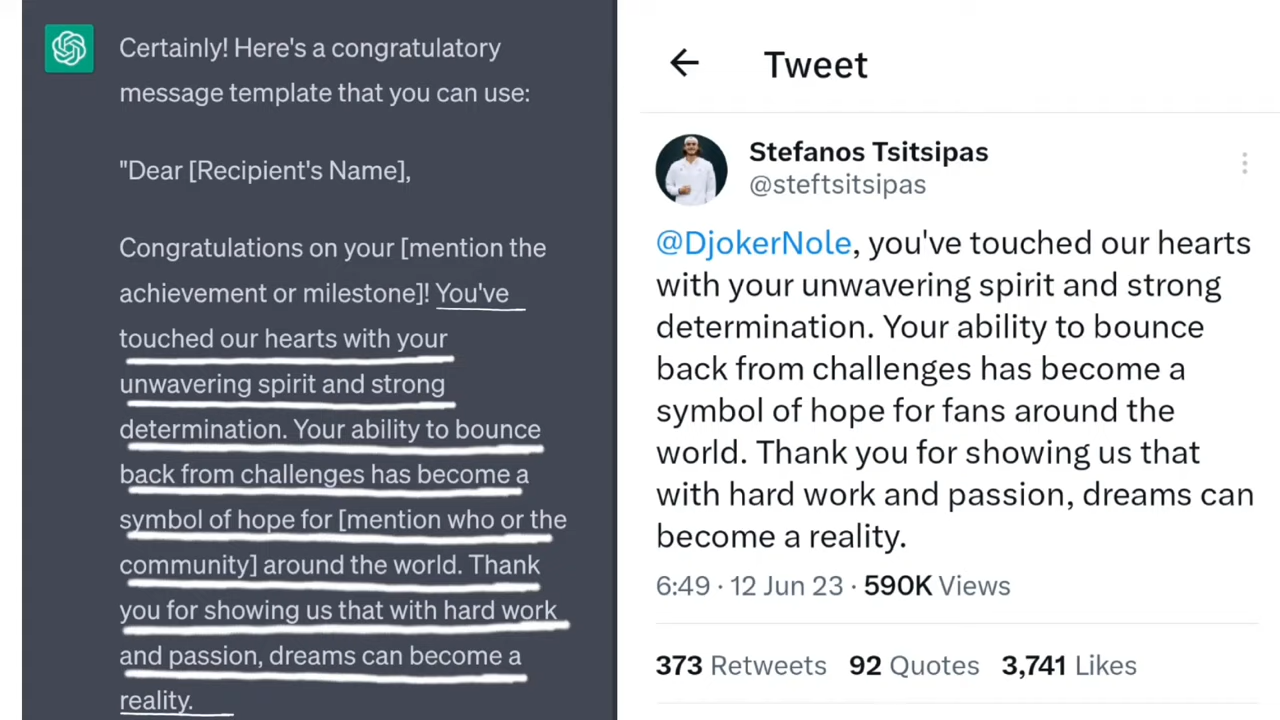 Certainly! Here's a congratulatory
message template that you can use:
"Dear [Recipient's Name],
Congratulations on your [mention the
achievement or milestone]! You've
touched our hearts with your
unwavering spirit and strong
determination. Your ability to bounce
back from challenges has become a
symbol of hope for [mention who or the
community] around the world. Thank
you for showing us that with hard work
and passion, dreams can become a
reality.
Tweet
Stefanos Tsitsipas
@steftsitsipas
@DjokerNole, you've touched our hearts
with your unwavering spirit and strong
determination. Your ability to bounce
back from challenges has become a
symbol of hope for fans around the
world. Thank you for showing us that
with hard work and passion, dreams can
become a reality.
6:49 · 12 Jun 23 · 590K Views
373 Retweets 92 Quotes 3,741 Likes